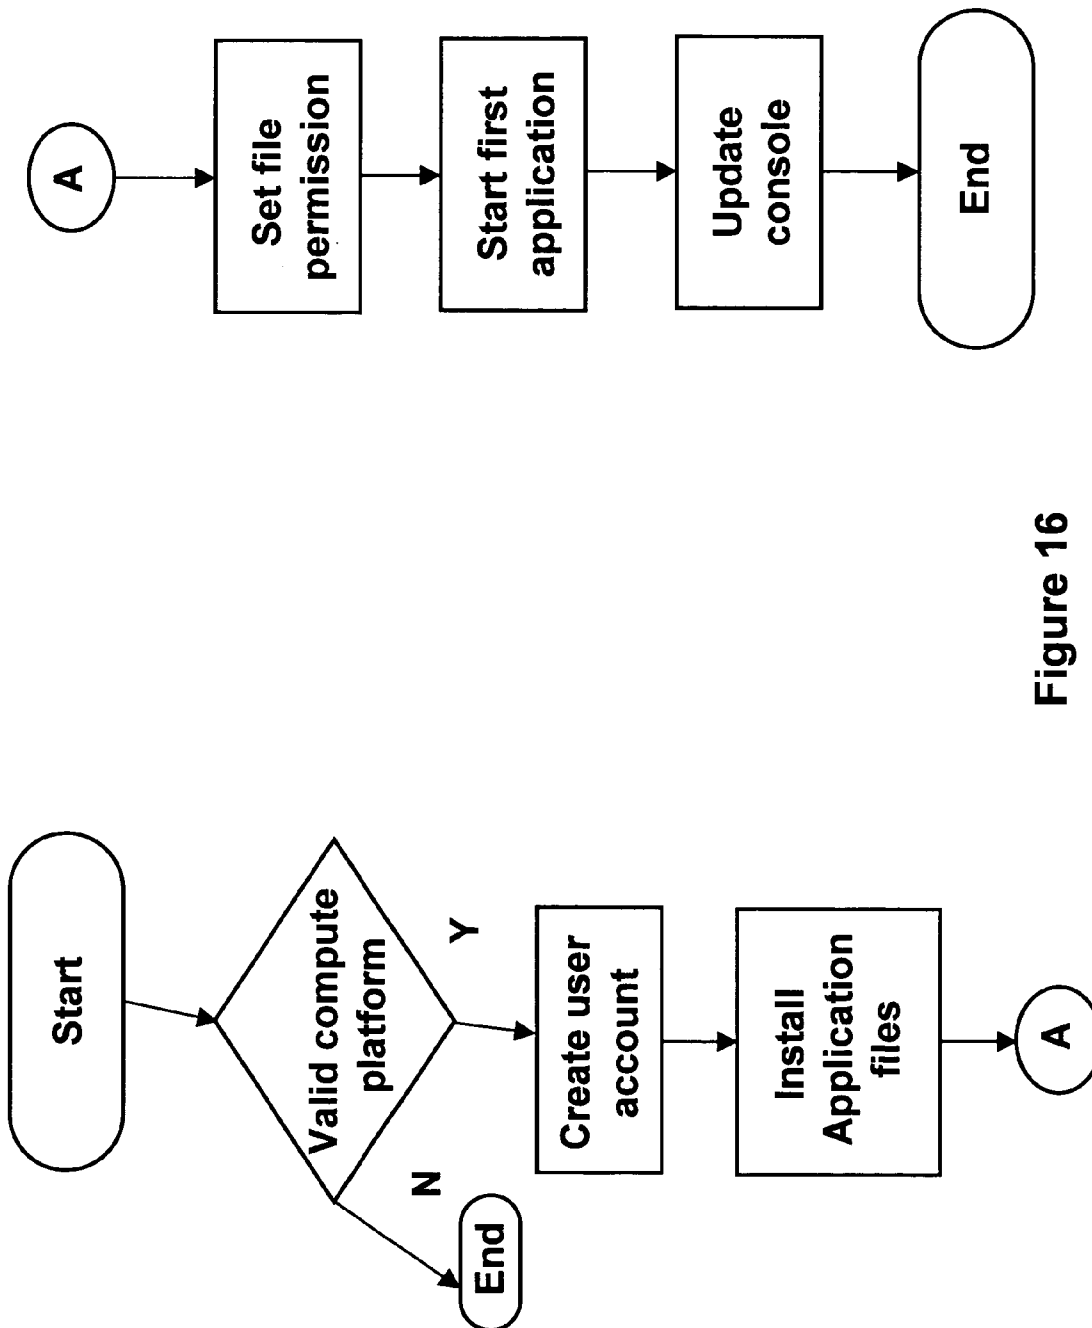 Start
Valid compute
platform
N
Y
End
Create user
account
Install
Application
files
A
A
Set file
permission
Start first
application
Update
console
End
Figure 16